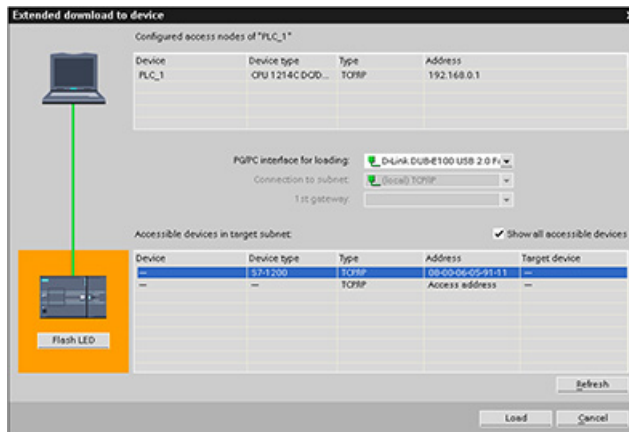 Extended download to device
Configured access nodes of "PLC_1"
Device Device type Type Address
PLC_1 CPU 1214C DC/D... TCP/IP 192.168.0.1
PG/PC interface for loading: D-Link DUB-E100 USB 2.0 Fa
Connection to subnet: (local) TCP/IP
1st gateway:
Accessible devices in target subnet: Show all accessible devices
Device Device type Type Address Target device
— S7-1200 TCP/IP 08-00-06-05-91-11 —
— — TCP/IP Access address —
Flash LED
Refresh
Load Cancel